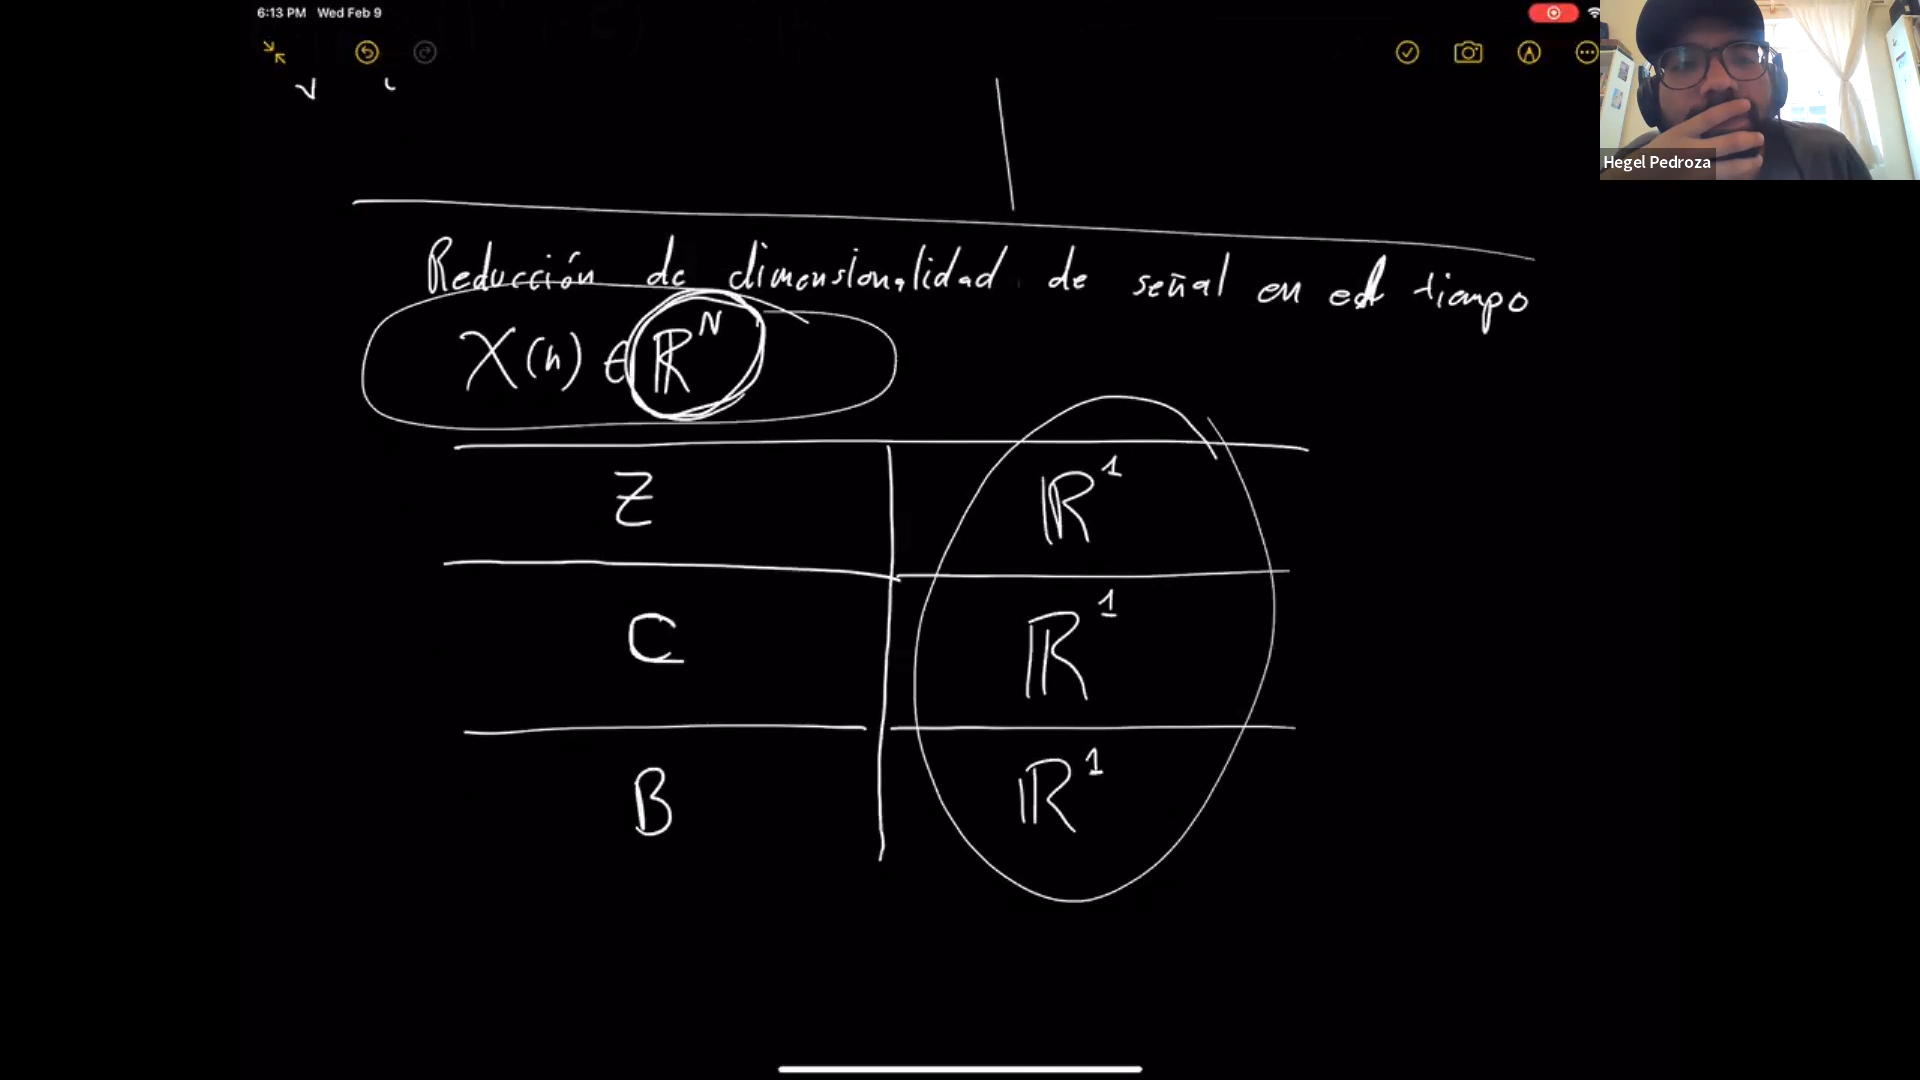 6:13 PM Wed Feb 9
Hegel Pedroza
Reducción de dimensionalidad de señal en el tiempo
X(n) ∈ ℝᴺ
Z ℝ¹
C ℝ¹
B ℝ¹